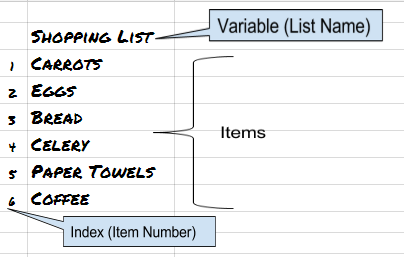 Variable (List Name)
Shopping List
1 Carrots
2 Eggs
3 Bread
Items
4 Celery
5 Paper Towels
6 Coffee
Index (Item Number)